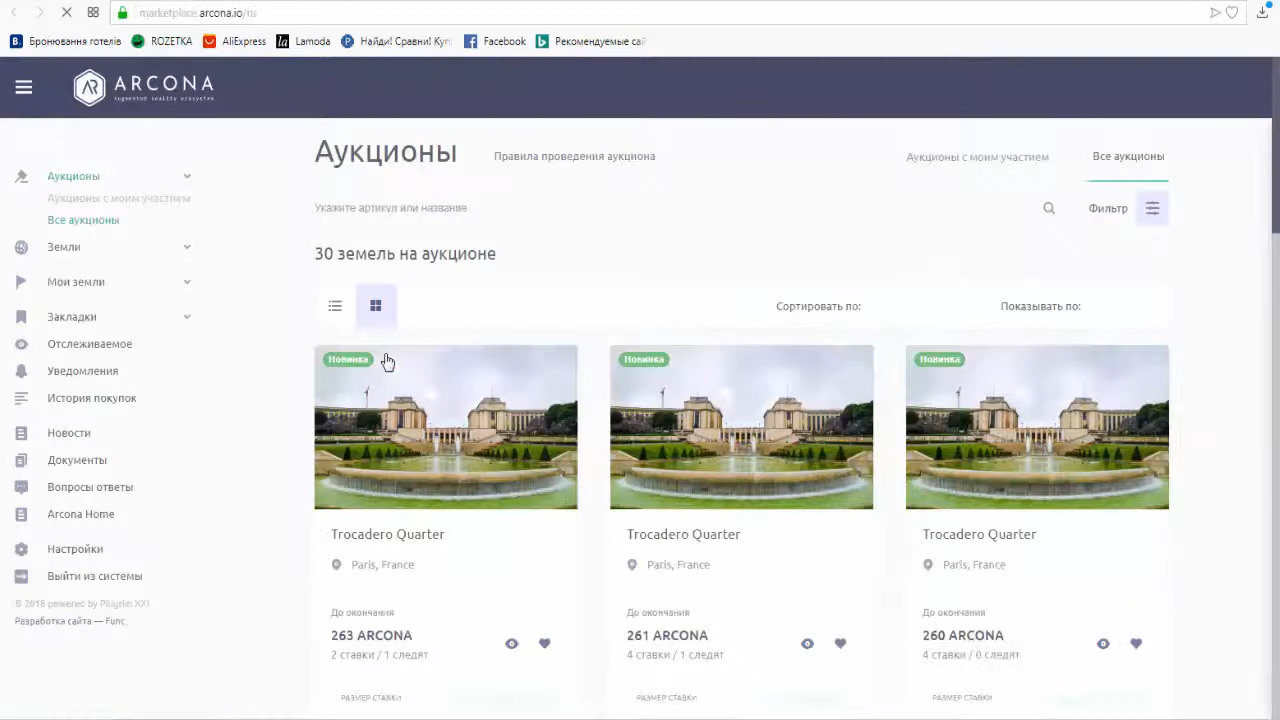 marketplace.arcona.io/ru
Бронювання готелів ROZETKA AliExpress Lamoda Найди! Сравни! Facebook Рекомендуемые
ARCONA
augmented reality ecosystem
Аукционы Правила проведения аукциона Аукционы с моим участием Все аукционы
Аукционы
Аукционы с моим участием
Все аукционы
Земли
Мои земли
Закладки
Отслеживаемое
Уведомления
История покупок
Новости
Документы
Вопросы ответы
Arcona Home
Настройки
Выйти из системы
© 2018 powered by Piligrim XXI
Разработка сайта — Func.
Укажите артикул или название Фильтр
30 земель на аукционе
Сортировать по: Показывать по:
Новинка Новинка Новинка
Trocadero Quarter Trocadero Quarter Trocadero Quarter
Paris, France Paris, France Paris, France
До окончания До окончания До окончания
263 ARCONA 261 ARCONA 260 ARCONA
2 ставки / 1 следят 4 ставки / 1 следят 4 ставки / 0 следят
РАЗМЕР СТАВКИ РАЗМЕР СТАВКИ РАЗМЕР СТАВКИ